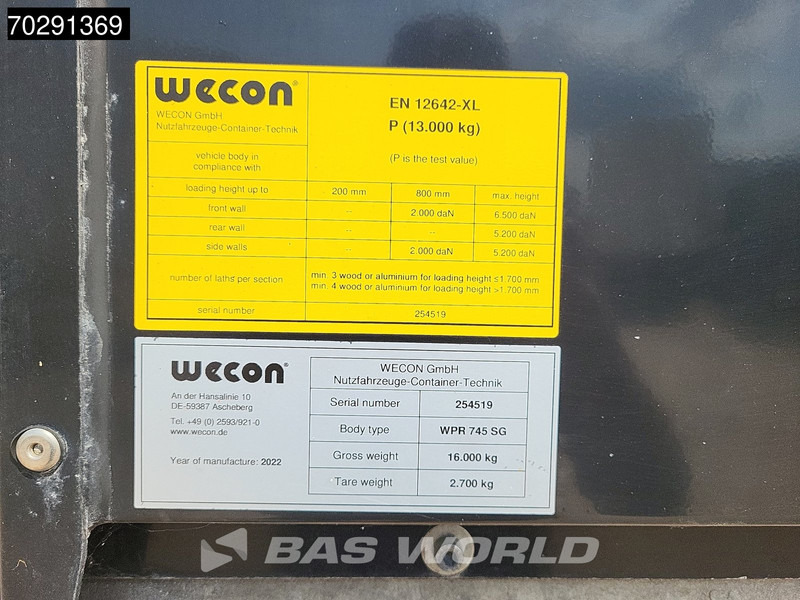 70291369
wecon®
WECON GmbH
Nutzfahrzeuge-Container-Technik
EN 12642-XL
P (13.000 kg)
vehicle body in
compliance with
(P is the test value)
loading height up to 200 mm 800 mm max. height
front wall -- 2.000 daN 6.500 daN
rear wall -- -- 5.200 daN
side walls -- 2.000 daN 5.200 daN
number of laths per section
min. 3 wood or aluminium for loading height ≤1.700 mm
min. 4 wood or aluminium for loading height >1.700 mm
serial number 254519
wecon®
An der Hansalinie 10
DE-59387 Ascheberg
Tel. +49 (0) 2593/921-0
www.wecon.de
Year of manufacture: 2022
WECON GmbH
Nutzfahrzeuge-Container-Technik
Serial number 254519
Body type WPR 745 SG
Gross weight 16.000 kg
Tare weight 2.700 kg
BAS WORLD